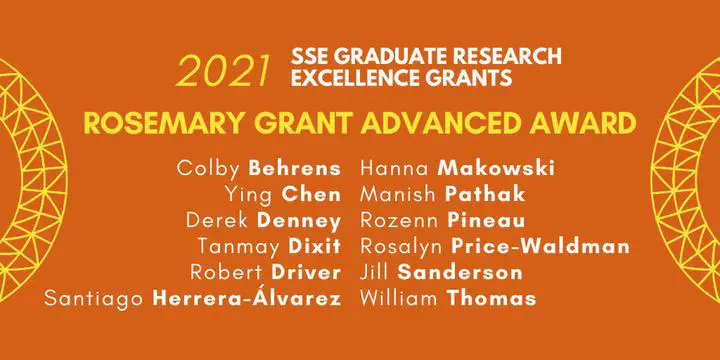 2021 SSE GRADUATE RESEARCH
EXCELLENCE GRANTS
ROSEMARY GRANT ADVANCED AWARD
Colby Behrens
Ying Chen
Derek Denney
Tanmay Dixit
Robert Driver
Santiago Herrera-Álvarez
Hanna Makowski
Manish Pathak
Rozenn Pineau
Rosalyn Price-Waldman
Jill Sanderson
William Thomas